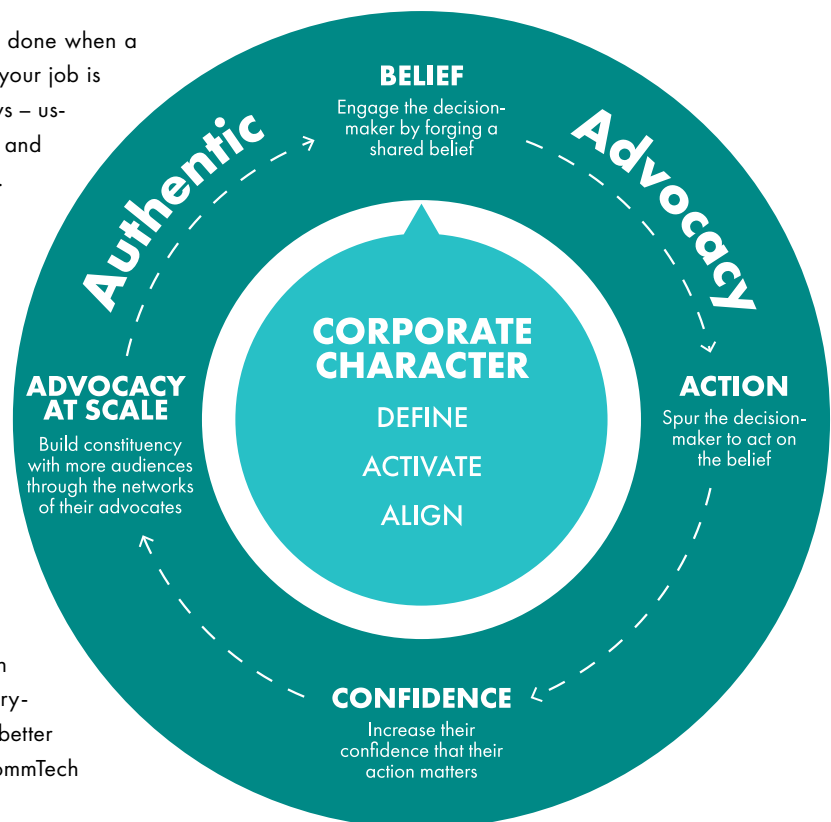 done when a
your job is
and
Authentic
Advocacy
BELIEF
Engage the decision-
maker by forging a
shared belief
ACTION
Spur the decision-
maker to act on
the belief
CONFIDENCE
Increase their
confidence that their
action matters
ADVOCACY
AT SCALE
Build constituency
with more audiences
through the networks
of their advocates
CORPORATE
CHARACTER
DEFINE
ACTIVATE
ALIGN
better